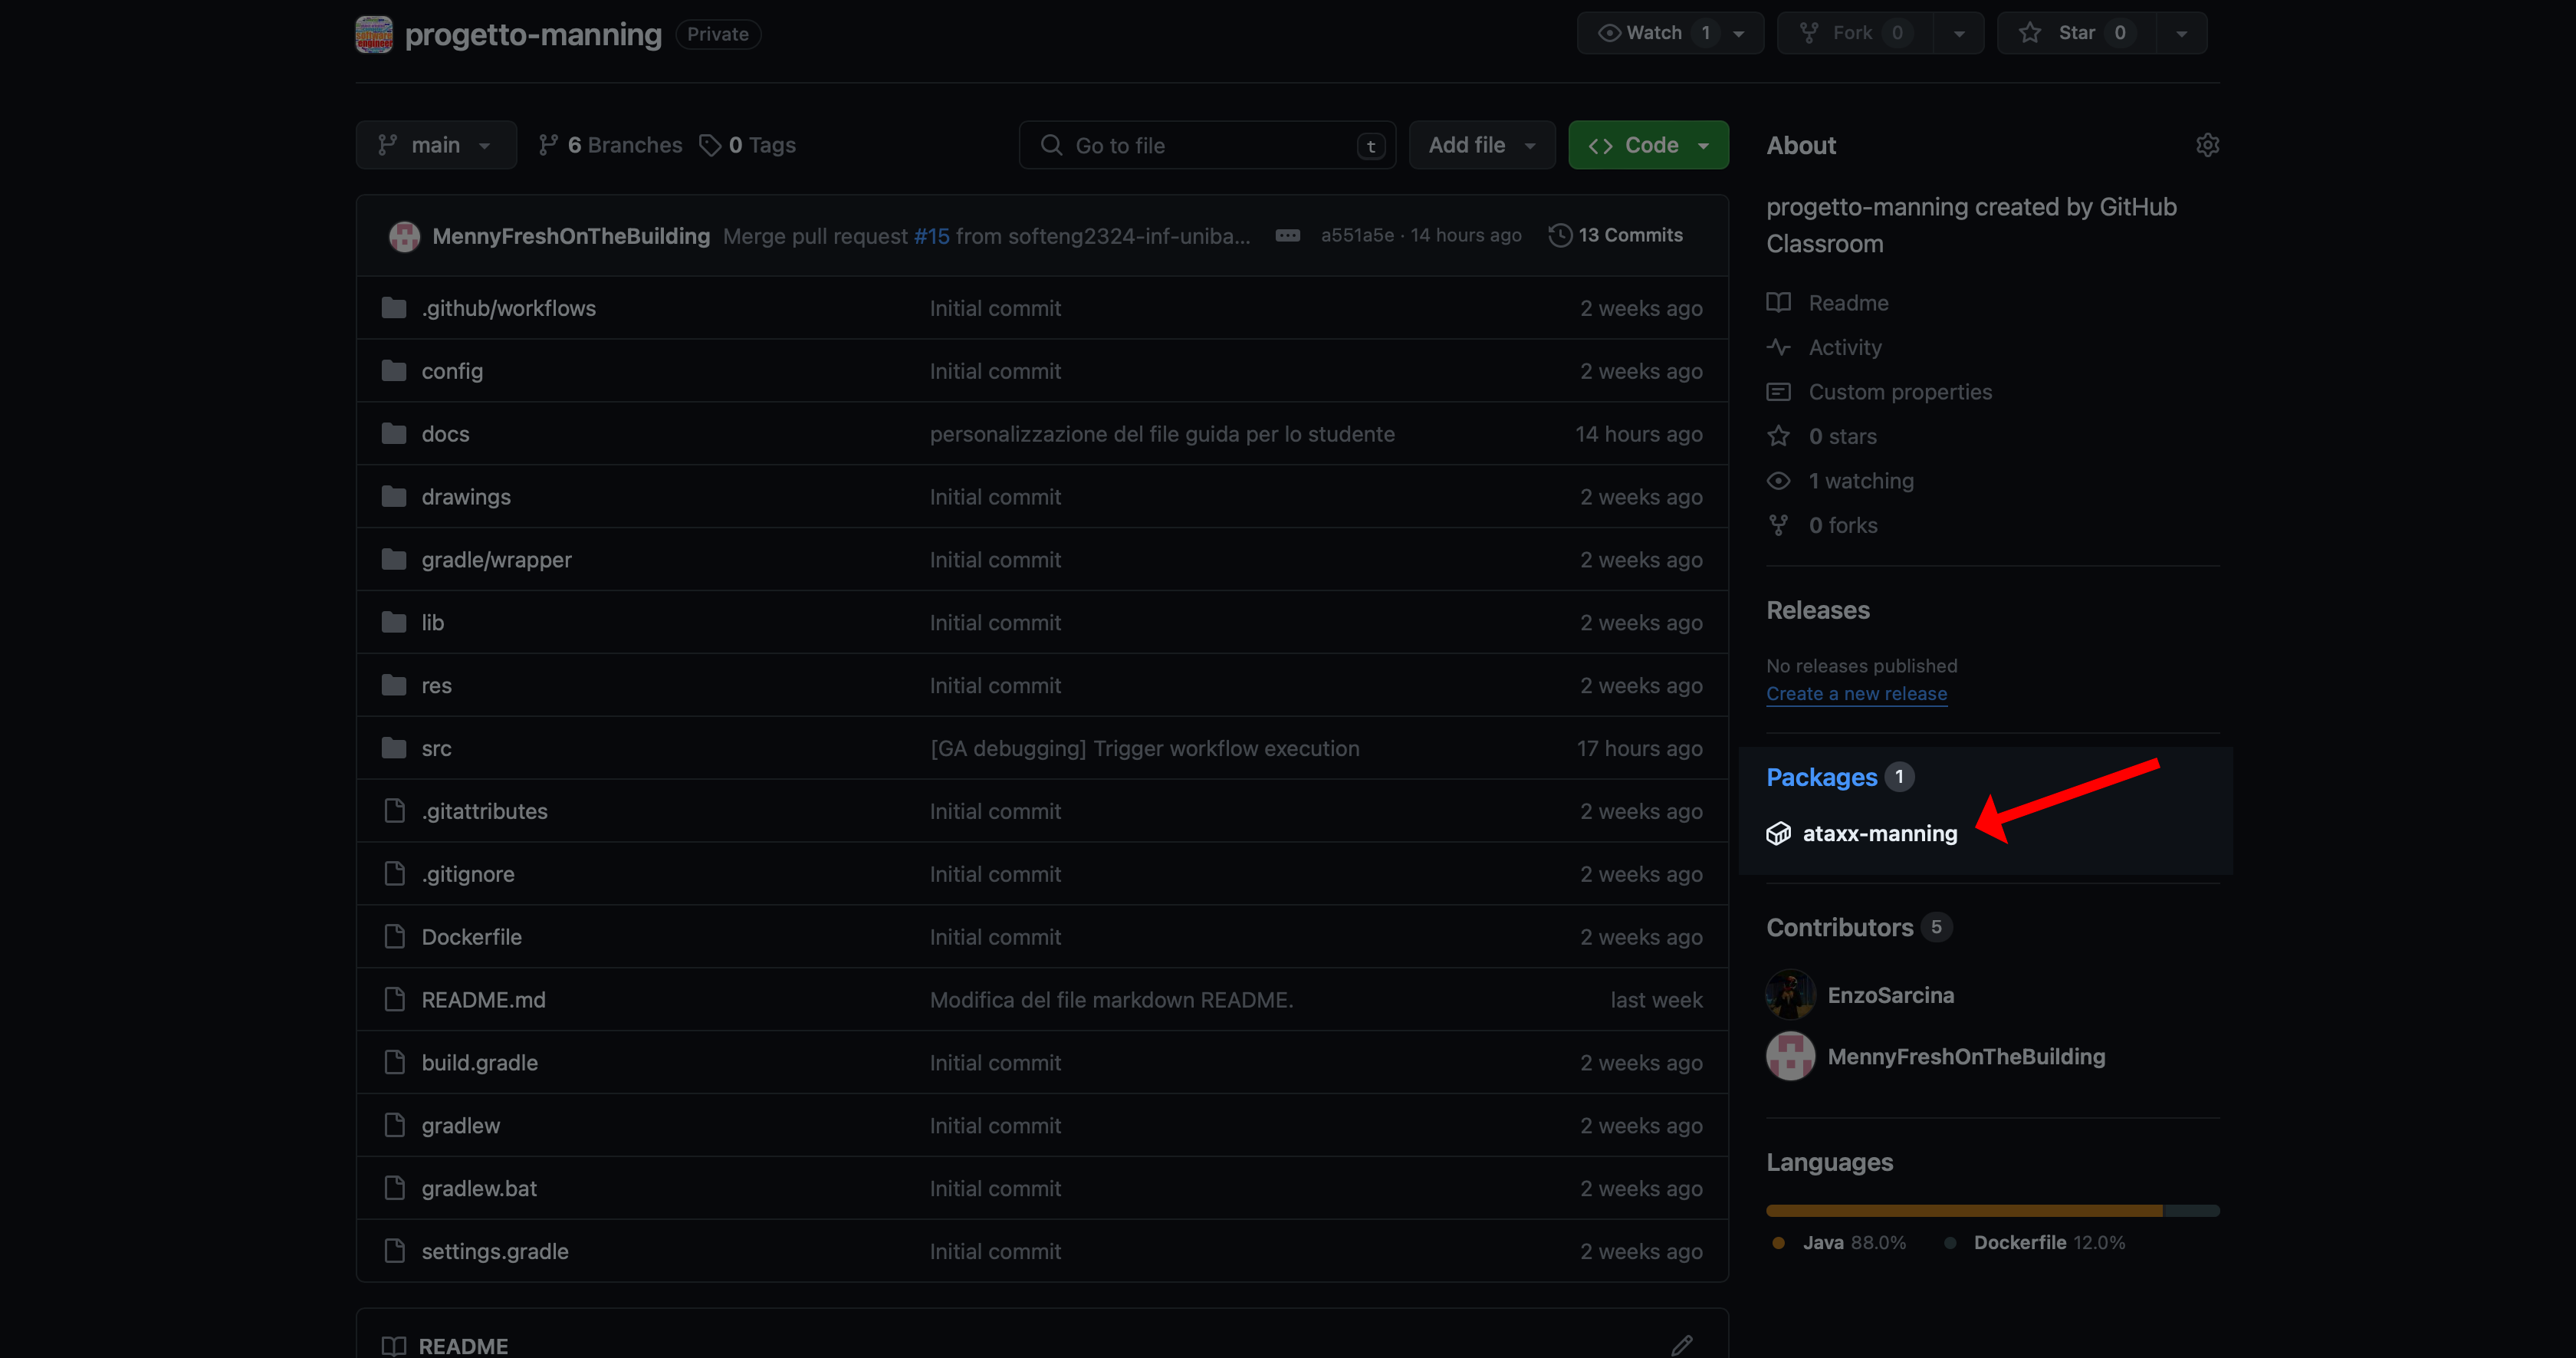 progetto-manning Private
Watch 1
Fork 0
Star 0
main
6 Branches
0 Tags
Go to file t
Add file
<> Code
MennyFreshOnTheBuilding Merge pull request #15 from softeng2324-inf-uniba... a551a5e · 14 hours ago 13 Commits
.github/workflows Initial commit 2 weeks ago
config Initial commit 2 weeks ago
docs personalizzazione del file guida per lo studente 14 hours ago
drawings Initial commit 2 weeks ago
gradle/wrapper Initial commit 2 weeks ago
lib Initial commit 2 weeks ago
res Initial commit 2 weeks ago
src [GA debugging] Trigger workflow execution 17 hours ago
.gitattributes Initial commit 2 weeks ago
.gitignore Initial commit 2 weeks ago
Dockerfile Initial commit 2 weeks ago
README.md Modifica del file markdown README. last week
build.gradle Initial commit 2 weeks ago
gradlew Initial commit 2 weeks ago
gradlew.bat Initial commit 2 weeks ago
settings.gradle Initial commit 2 weeks ago
README
About
progetto-manning created by GitHub
Classroom
Readme
Activity
Custom properties
0 stars
1 watching
0 forks
Releases
No releases published
Create a new release
Packages 1
ataxx-manning
Contributors 5
EnzoSarcina
MennyFreshOnTheBuilding
Languages
Java 88.0% Dockerfile 12.0%